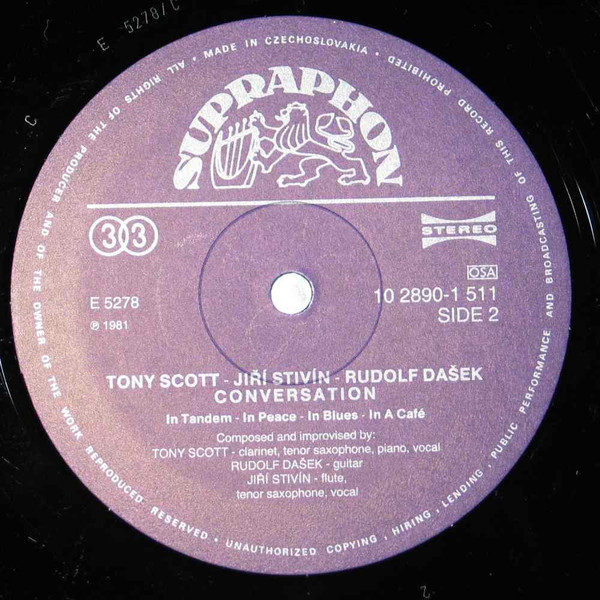 E 5278/C
C
• MADE IN CZECHOSLOVAKIA •
ALL RIGHTS OF THE PRODUCER AND OF THE OWNER OF THE WORK REPRODUCED RESERVED • UNAUTHORIZED COPYING, HIRING, LENDING, PUBLIC PERFORMANCE AND BROADCASTING OF THIS RECORD PROHIBITED
SUPRAPHON
33
STEREO
OSA
E 5278
10 2890-1 511
℗ 1981
SIDE 2
TONY SCOTT - JIŘÍ STIVÍN - RUDOLF DAŠEK
CONVERSATION
In Tandem - In Peace - In Blues - In A Café
Composed and improvised by:
TONY SCOTT - clarinet, tenor saxophone, piano, vocal
RUDOLF DAŠEK - guitar
JIŘÍ STIVÍN - flute,
tenor saxophone, vocal
2